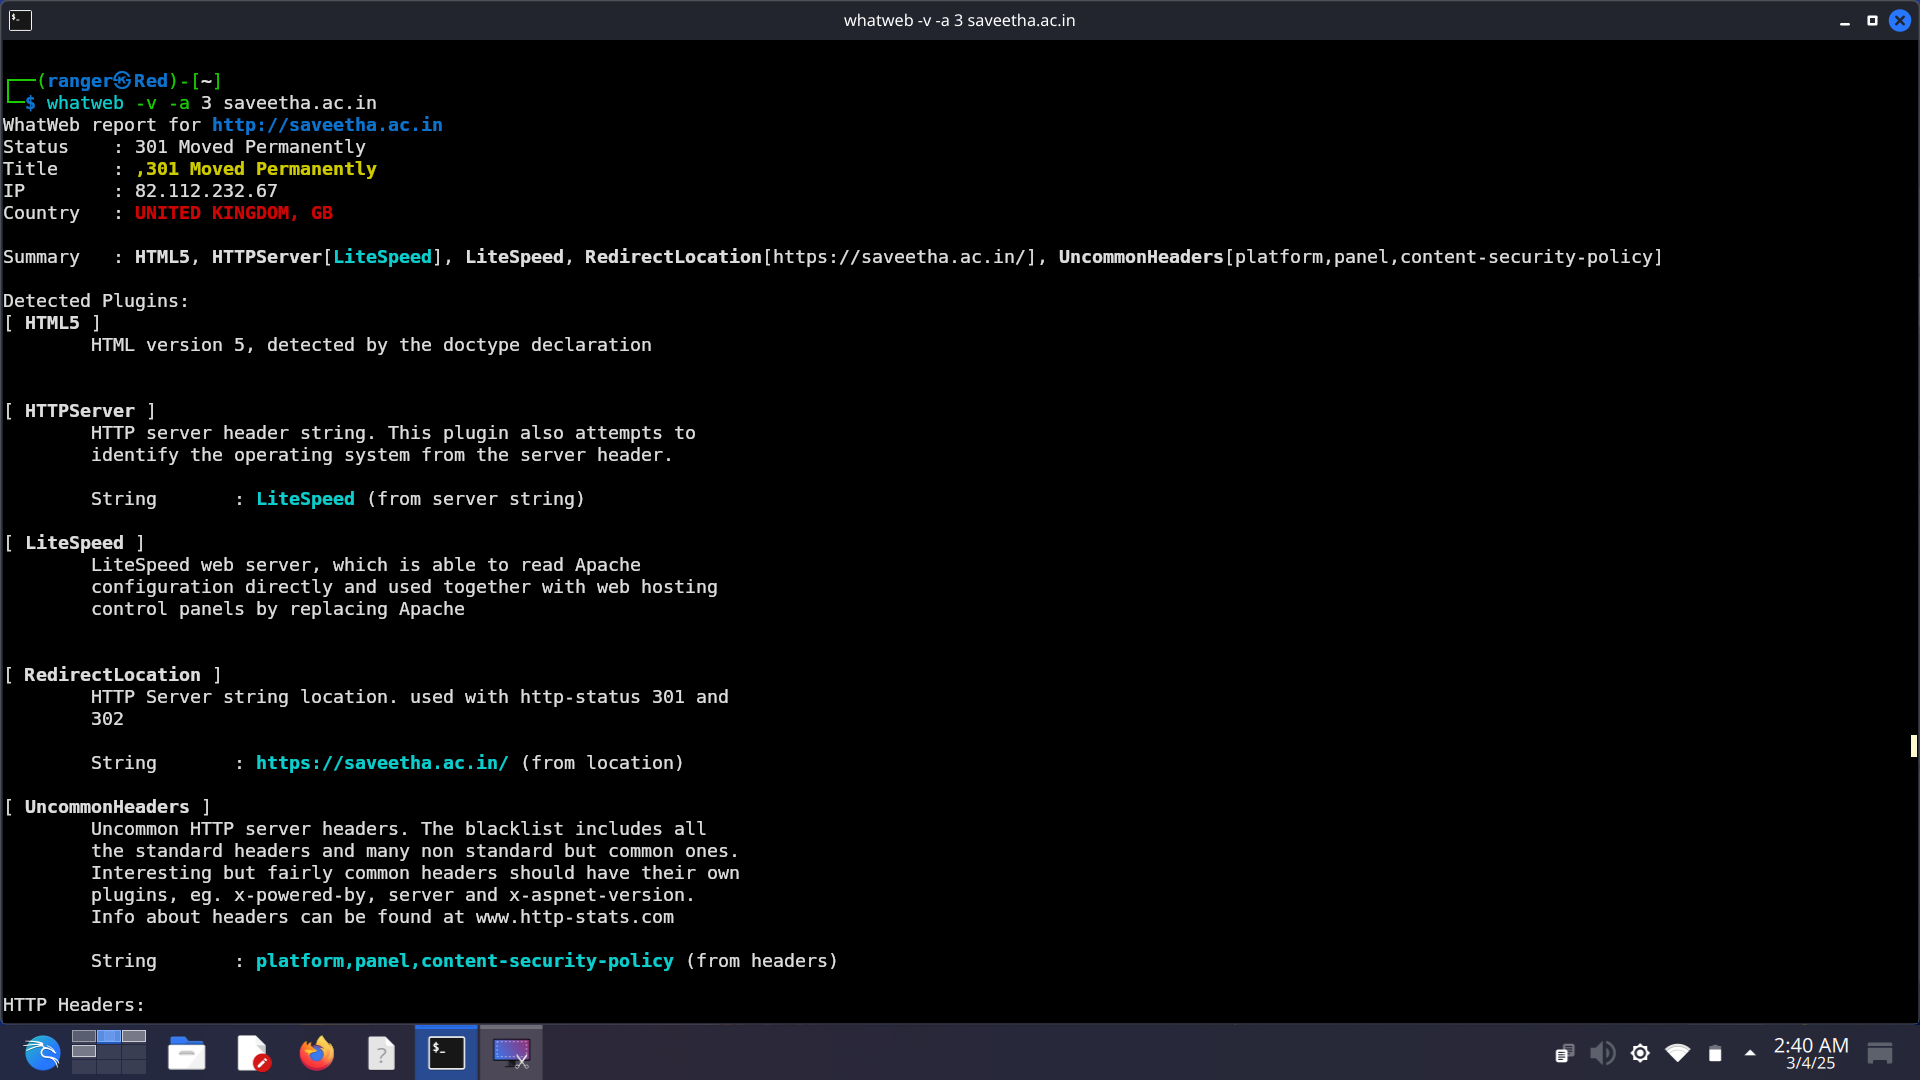 whatweb -v -a 3 saveetha.ac.in
┌──(ranger㉿Red)-[~]
└─$ whatweb -v -a 3 saveetha.ac.in
WhatWeb report for http://saveetha.ac.in
Status    : 301 Moved Permanently
Title     : ,301 Moved Permanently
IP        : 82.112.232.67
Country   : UNITED KINGDOM, GB
Summary   : HTML5, HTTPServer[LiteSpeed], LiteSpeed, RedirectLocation[https://saveetha.ac.in/], UncommonHeaders[platform,panel,content-security-policy]
Detected Plugins:
[ HTML5 ]
HTML version 5, detected by the doctype declaration
[ HTTPServer ]
HTTP server header string. This plugin also attempts to
identify the operating system from the server header.
String       : LiteSpeed (from server string)
[ LiteSpeed ]
LiteSpeed web server, which is able to read Apache
configuration directly and used together with web hosting
control panels by replacing Apache
[ RedirectLocation ]
HTTP Server string location. used with http-status 301 and
302
String       : https://saveetha.ac.in/ (from location)
[ UncommonHeaders ]
Uncommon HTTP server headers. The blacklist includes all
the standard headers and many non standard but common ones.
Interesting but fairly common headers should have their own
plugins, eg. x-powered-by, server and x-aspnet-version.
Info about headers can be found at www.http-stats.com
String       : platform,panel,content-security-policy (from headers)
HTTP Headers:
2:40 AM
3/4/25